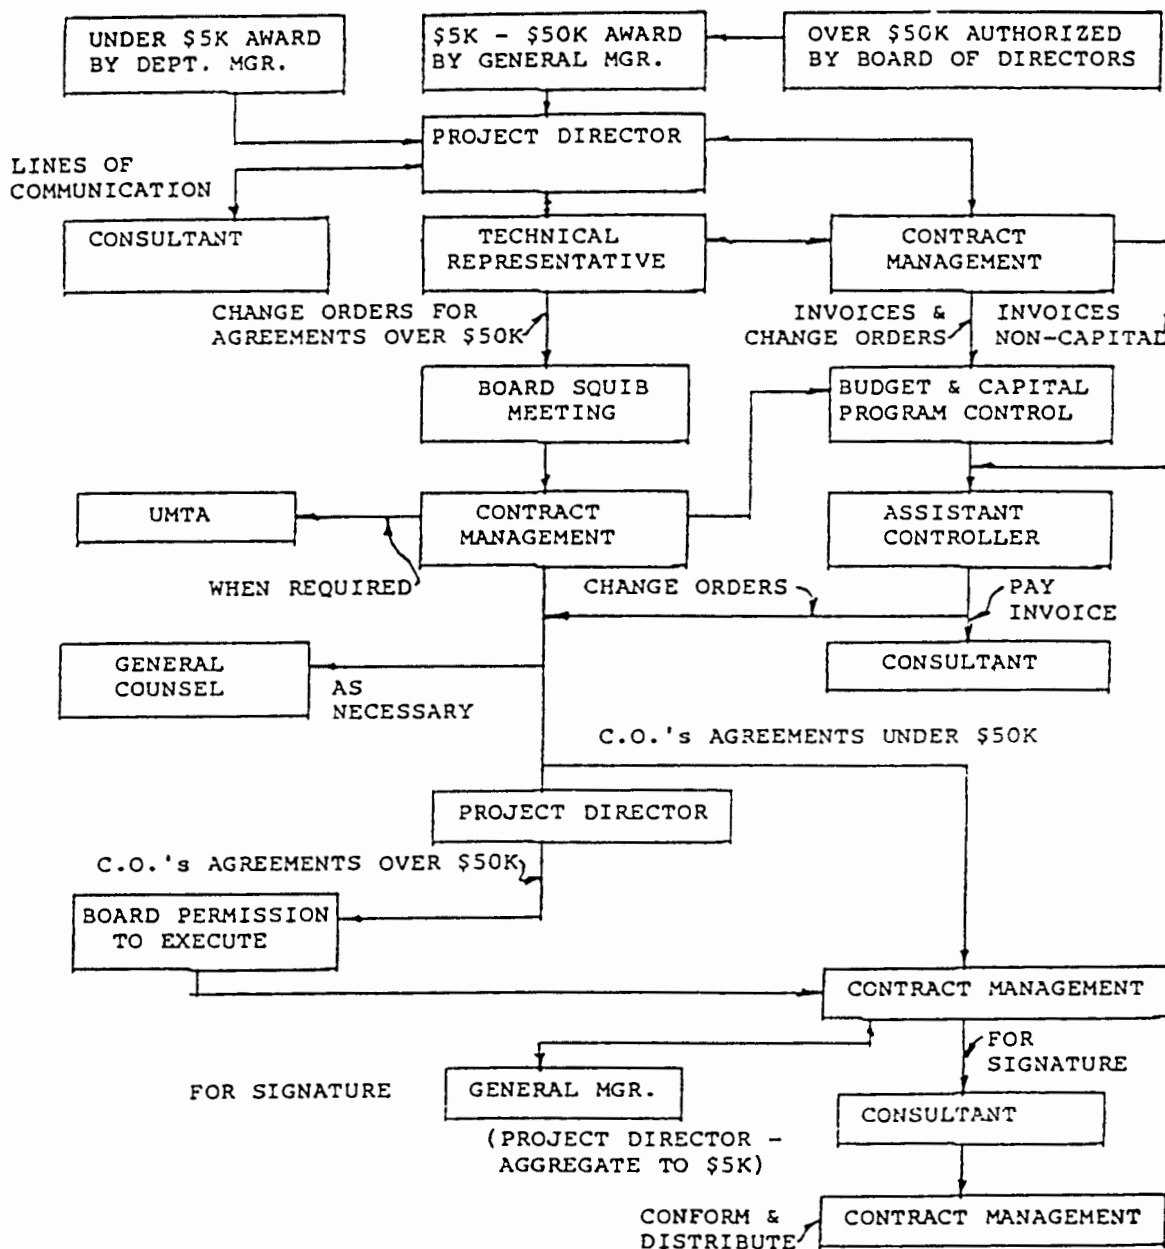 UNDER $5K AWARD
BY DEPT. MGR.
$5K - $50K AWARD
BY GENERAL MGR.
OVER $50K AUTHORIZED
BY BOARD OF DIRECTORS
PROJECT DIRECTOR
LINES OF
COMMUNICATION
CONSULTANT
TECHNICAL
REPRESENTATIVE
CONTRACT
MANAGEMENT
CHANGE ORDERS FOR
AGREEMENTS OVER $50K
INVOICES &
CHANGE ORDERS
INVOICES
NON-CAPITAL
BOARD SQUIB
MEETING
BUDGET & CAPITAL
PROGRAM CONTROL
UMTA
CONTRACT
MANAGEMENT
ASSISTANT
CONTROLLER
WHEN REQUIRED
CHANGE ORDERS
PAY
INVOICE
GENERAL
COUNSEL
AS
NECESSARY
CONSULTANT
C.O.'s AGREEMENTS UNDER $50K
PROJECT DIRECTOR
C.O.'s AGREEMENTS OVER $50K
BOARD PERMISSION
TO EXECUTE
CONTRACT MANAGEMENT
FOR SIGNATURE
GENERAL MGR.
(PROJECT DIRECTOR -
AGGREGATE TO $5K)
FOR
SIGNATURE
CONSULTANT
CONFORM &
DISTRIBUTE
CONTRACT MANAGEMENT